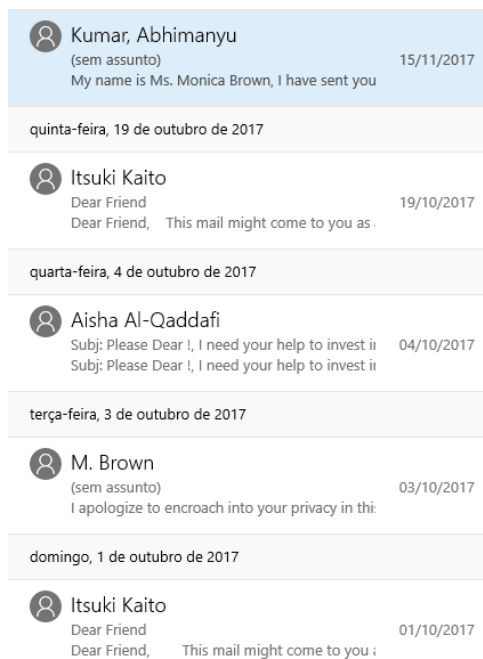 Kumar, Abhimanyu
(sem assunto) 15/11/2017
My name is Ms. Monica Brown, I have sent you
quinta-feira, 19 de outubro de 2017
Itsuki Kaito
Dear Friend 19/10/2017
Dear Friend, This mail might come to you as
quarta-feira, 4 de outubro de 2017
Aisha Al-Qaddafi
Subj: Please Dear !, I need your help to invest 04/10/2017
Subj: Please Dear !, I need your help to invest
terça-feira, 3 de outubro de 2017
M. Brown
(sem assunto) 03/10/2017
I apologize to encroach into your privacy in
domingo, 1 de outubro de 2017
Itsuki Kaito
Dear Friend 01/10/2017
Dear Friend, This mail might come to you